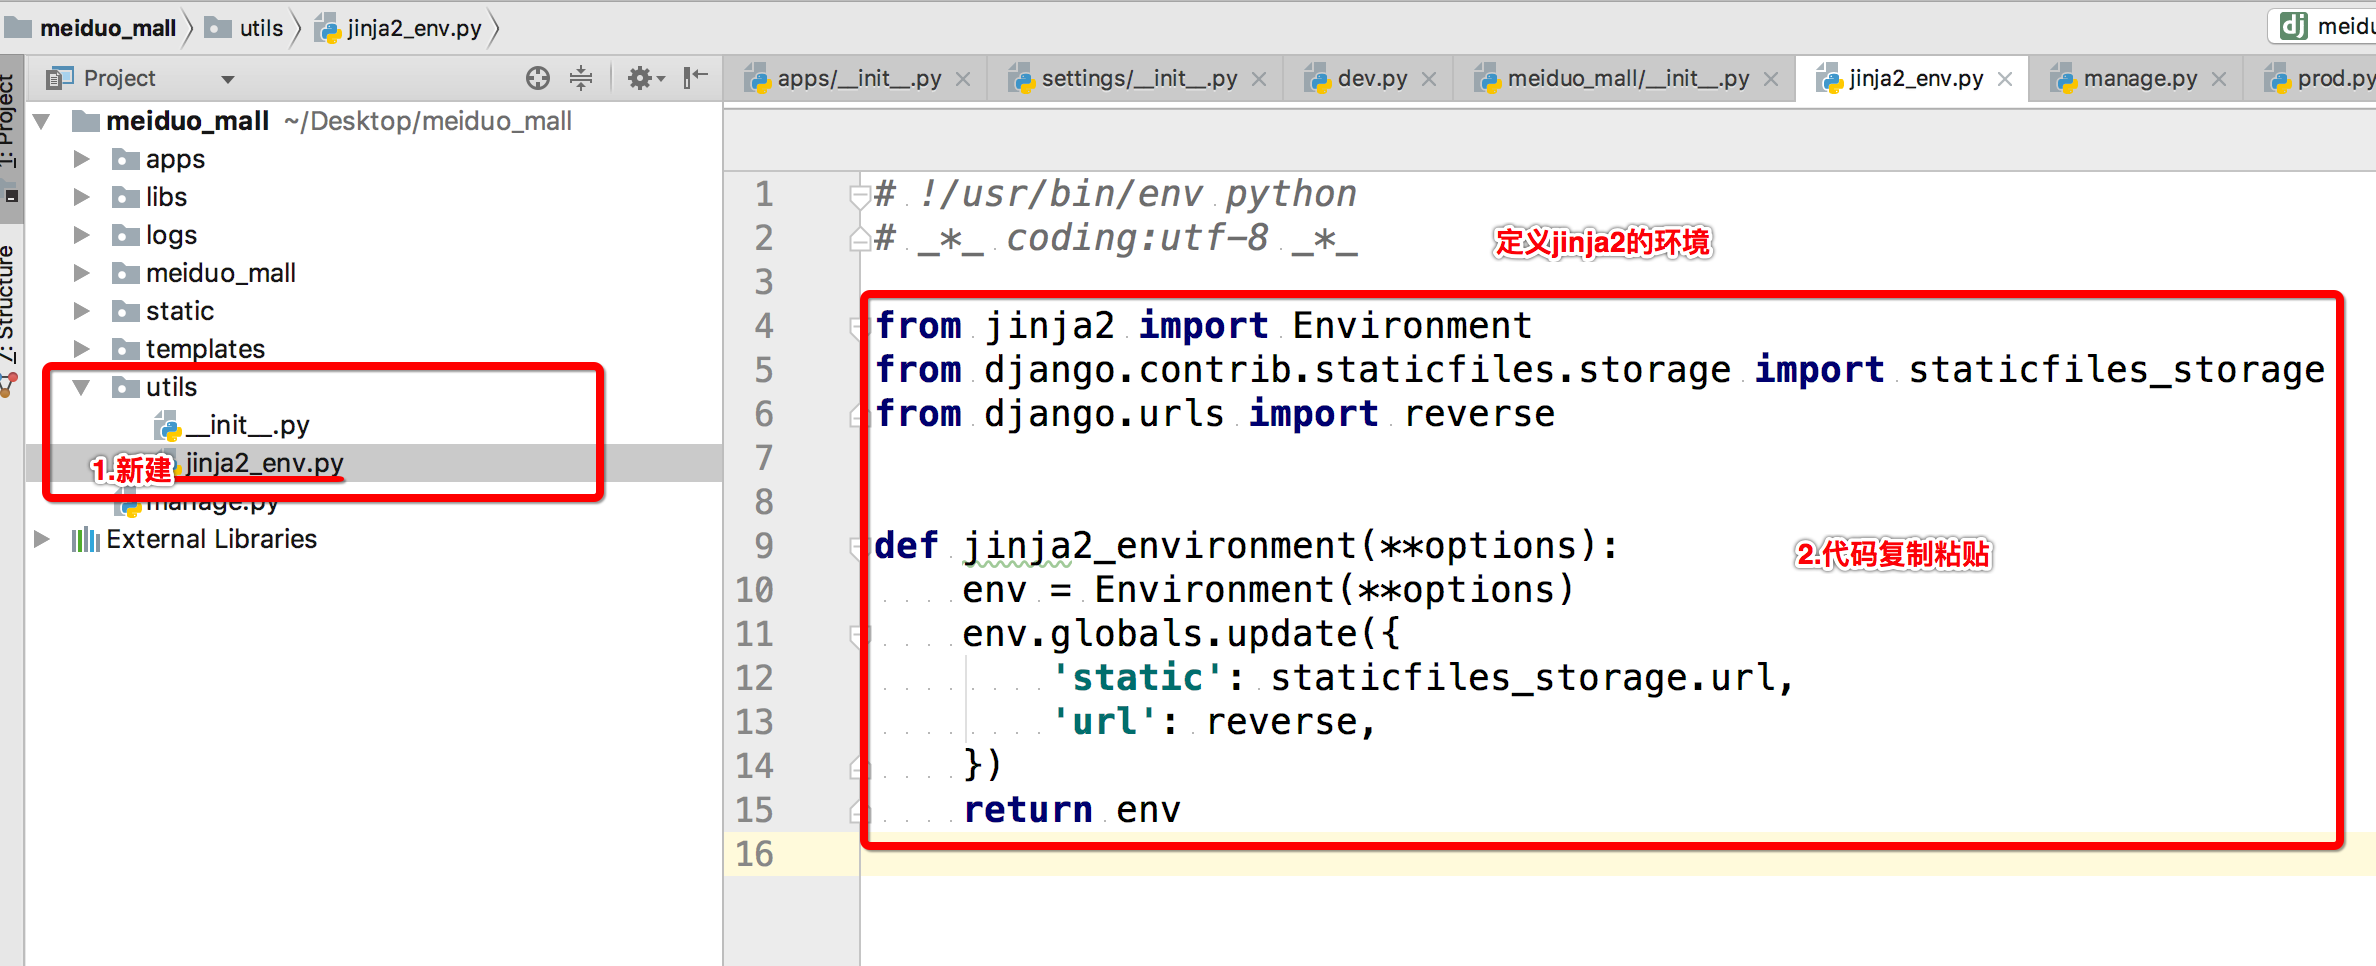 meiduo_mall utils jinja2_env.py
meidu
1: Project
7: Structure
Project
apps/__init__.py settings/__init__.py dev.py meiduo_mall/__init__.py jinja2_env.py manage.py prod.py
meiduo_mall ~/Desktop/meiduo_mall
apps
libs
logs
meiduo_mall
static
templates
utils
__init__.py
1.新建 jinja2_env.py
manage.py
External Libraries
1 # !/usr/bin/env python
2 # _*_ coding:utf-8 _*_
定义jinja2的环境
3
4 from jinja2 import Environment
5 from django.contrib.staticfiles.storage import staticfiles_storage
6 from django.urls import reverse
7
8
9 def jinja2_environment(**options):
2.代码复制粘贴
10     env = Environment(**options)
11     env.globals.update({
12         'static': staticfiles_storage.url,
13         'url': reverse,
14     })
15     return env
16